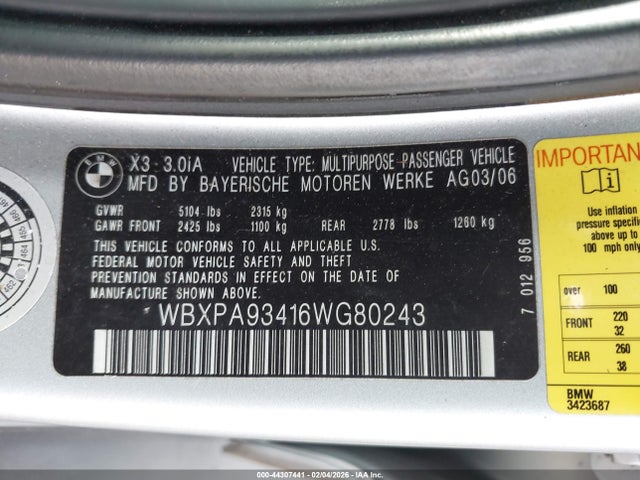 BMW
X3 3.0iA VEHICLE TYPE: MULTIPURPOSE PASSENGER VEHICLE
MFD BY BAYERISCHE MOTOREN WERKE AG03/06
GVWR 5104 lbs 2315 kg
GAWR FRONT 2425 lbs 1100 kg REAR 2778 lbs 1260 kg
THIS VEHICLE CONFORMS TO ALL APPLICABLE U.S.
FEDERAL MOTOR VEHICLE SAFETY AND THEFT
PREVENTION STANDARDS IN EFFECT ON THE DATE OF
MANUFACTURE SHOWN ABOVE.
WBXPA93416WG80243
7 012 956
IMPORTAN
Use inflation
pressure specifie
above up to
100 mph only
over 100
FRONT 220
32
REAR 260
38
BMW
3423687
000-44307441 - 02/04/2026 - IAAI.COM